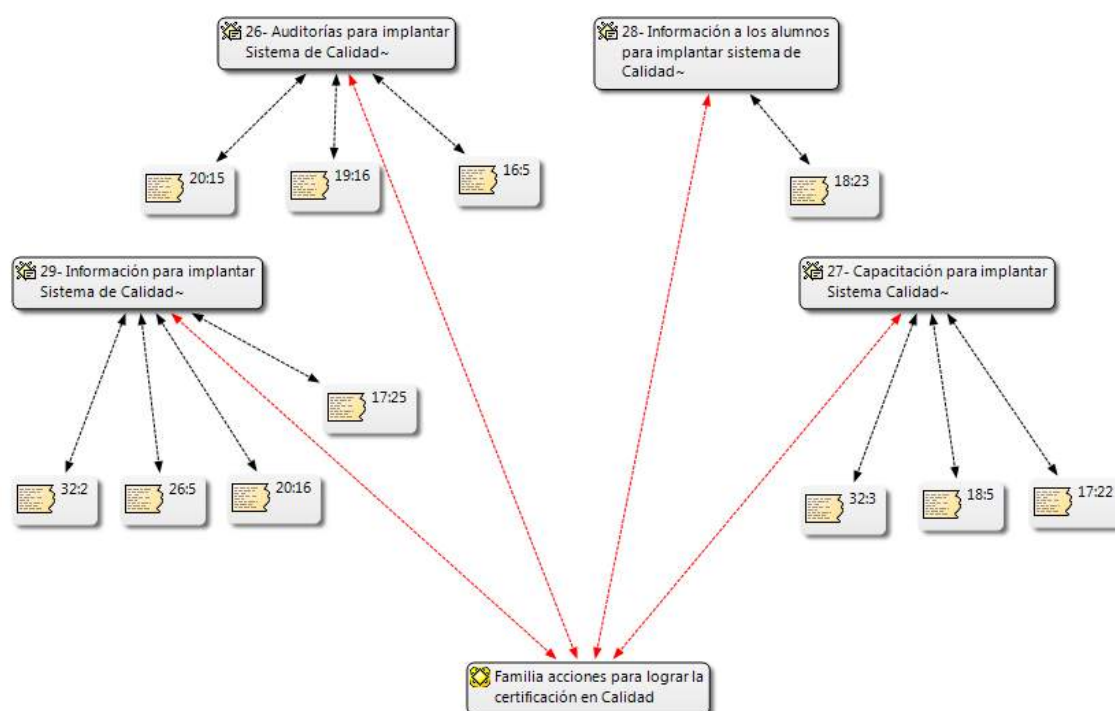 26- Auditorías para implantar
Sistema de Calidad~
28- Información a los alumnos
para implantar sistema de
Calidad~
20:15
19:16
16:5
18:23
29- Información para implantar
Sistema de Calidad~
27- Capacitación para implantar
Sistema Calidad~
17:25
32:2
26:5
20:16
32:3
18:5
17:22
Familia acciones para lograr la
certificación en Calidad